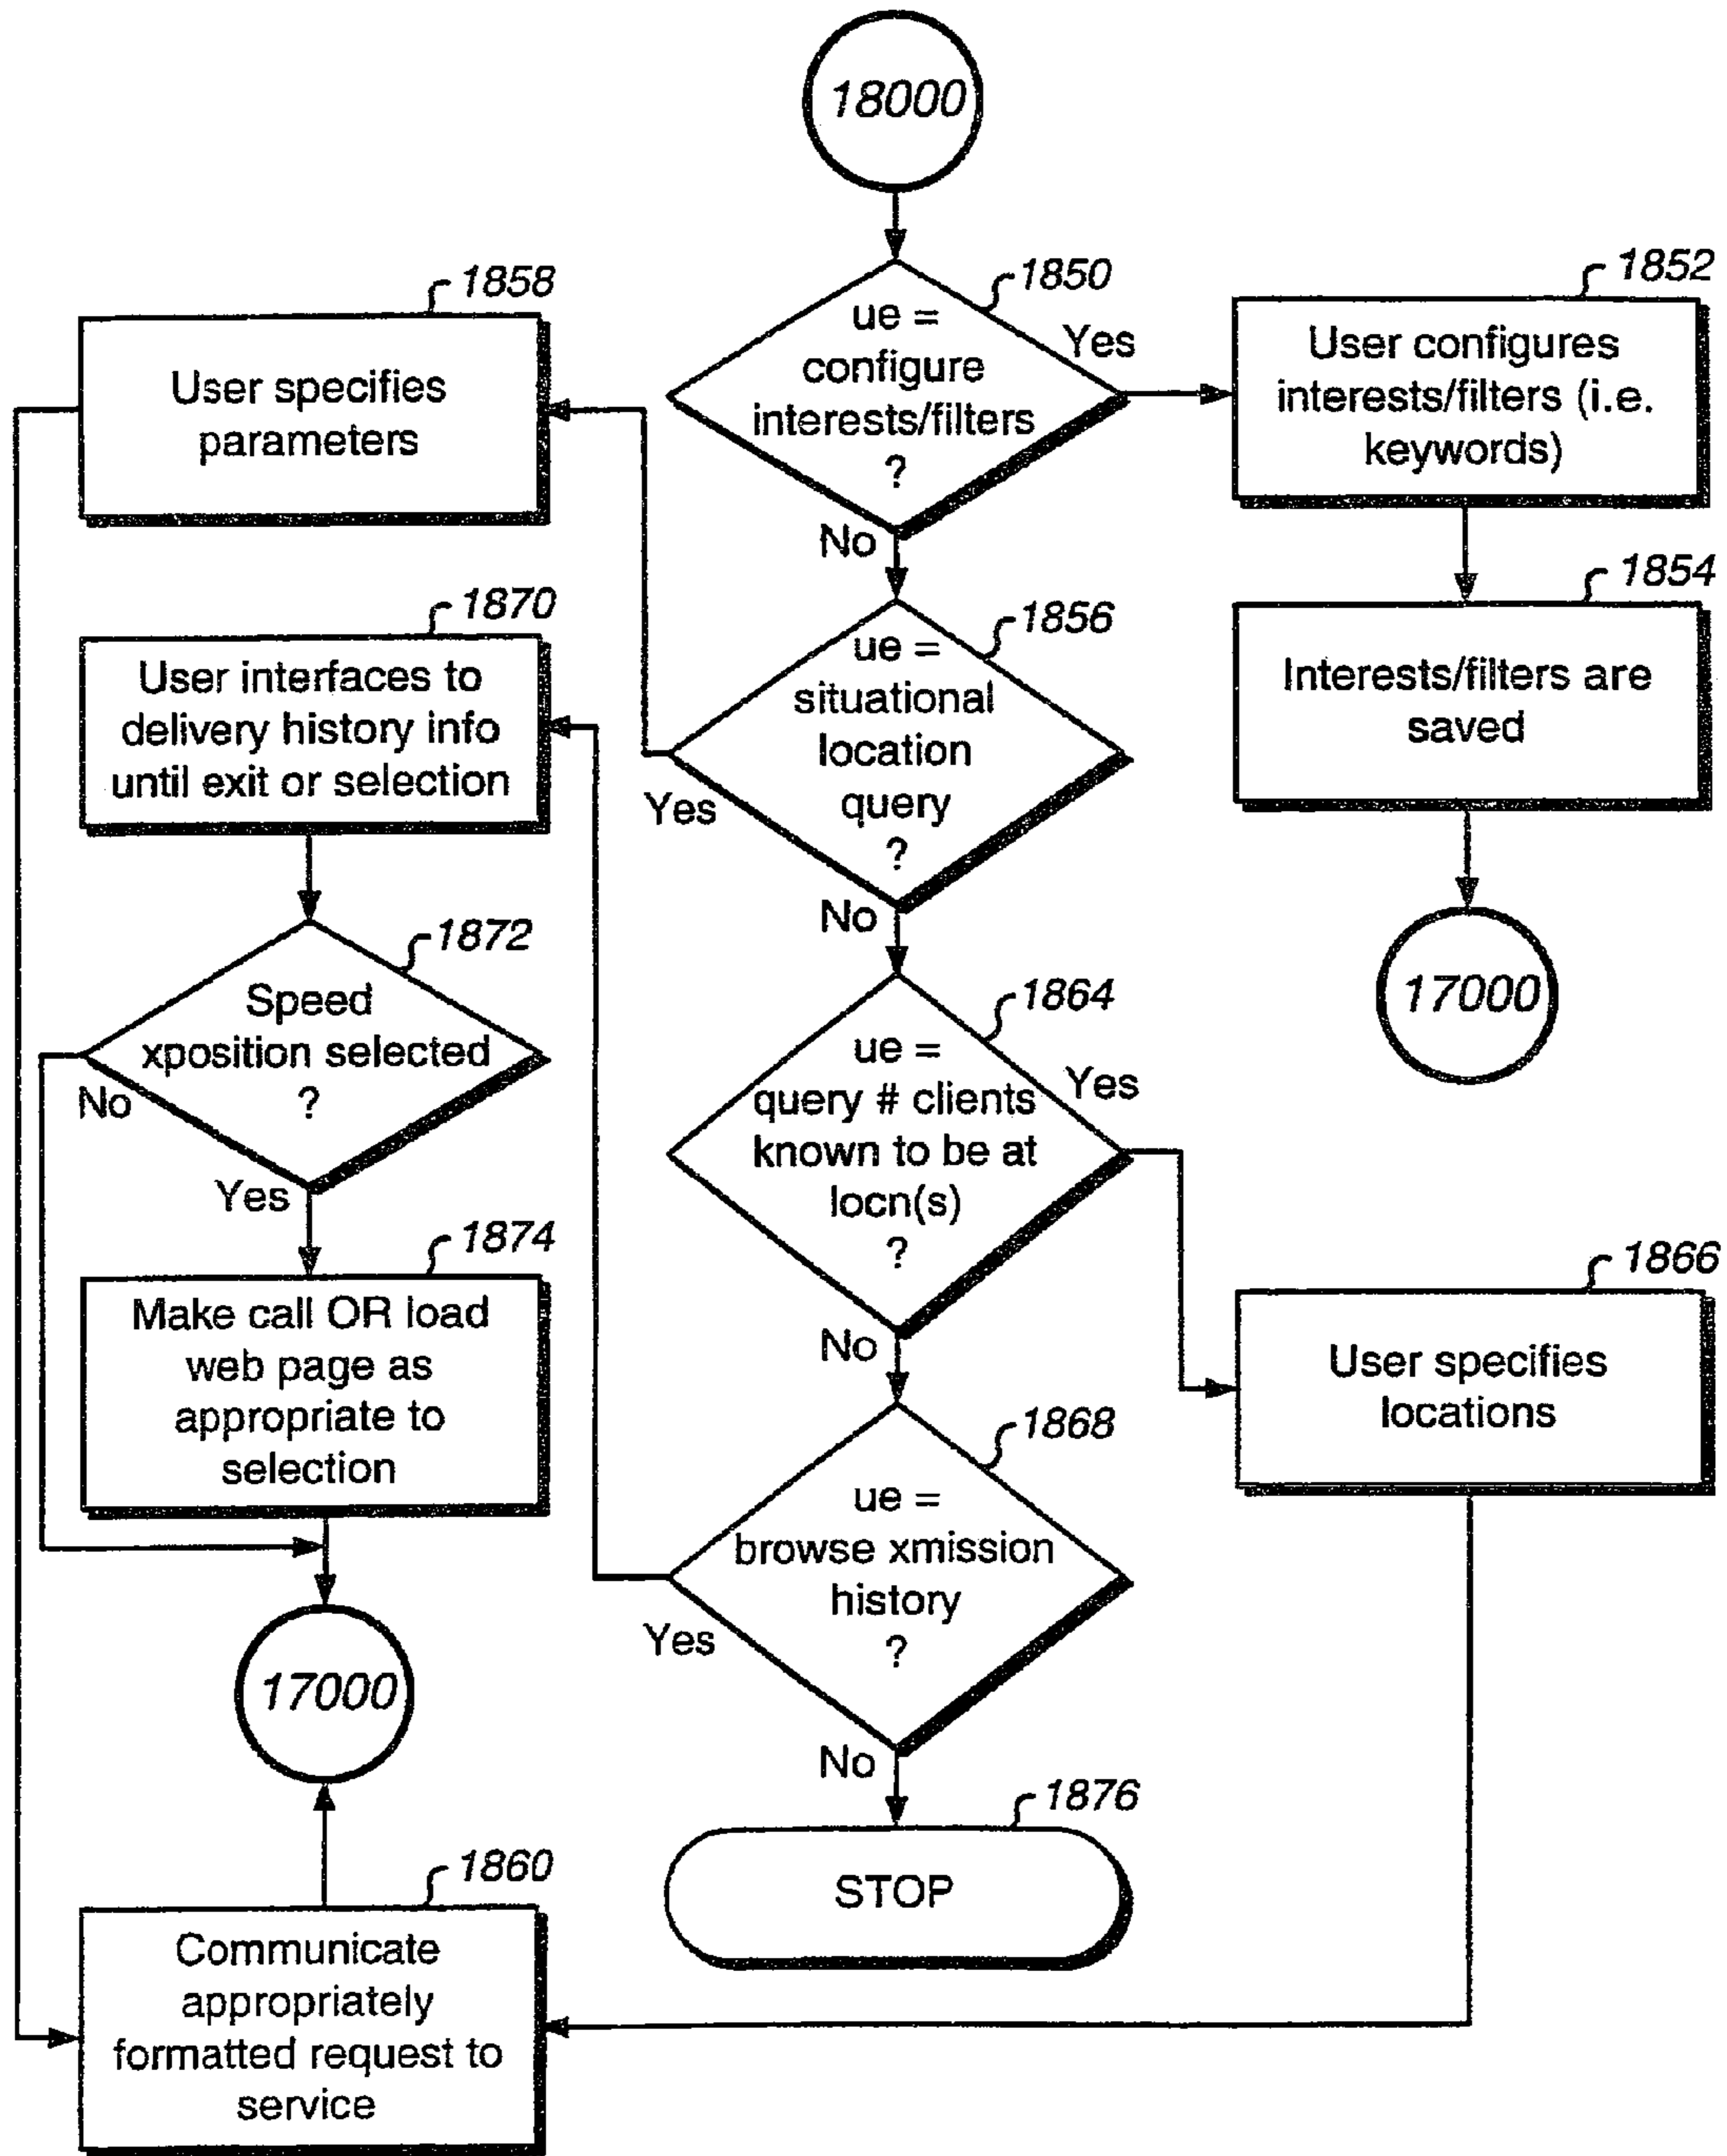 18000
1850
ue =
configure
interests/filters
?
Yes
No
1852
User configures
interests/filters (i.e.
keywords)
1854
Interests/filters are
saved
17000
1856
ue =
situational
location
query
?
Yes
No
1858
User specifies
parameters
1864
ue =
query # clients
known to be at
locn(s)
?
Yes
No
1866
User specifies
locations
1868
ue =
browse xmission
history
?
Yes
No
1870
User interfaces to
delivery history info
until exit or selection
1872
Speed
xposition selected
?
No
Yes
1874
Make call OR load
web page as
appropriate to
selection
17000
1860
Communicate
appropriately
formatted request to
service
1876
STOP